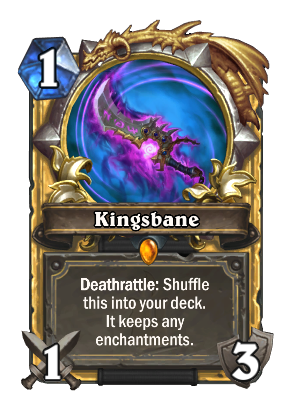 1
Kingsbane
Deathrattle: Shuffle
this into your deck.
It keeps any
enchantments.
1 3